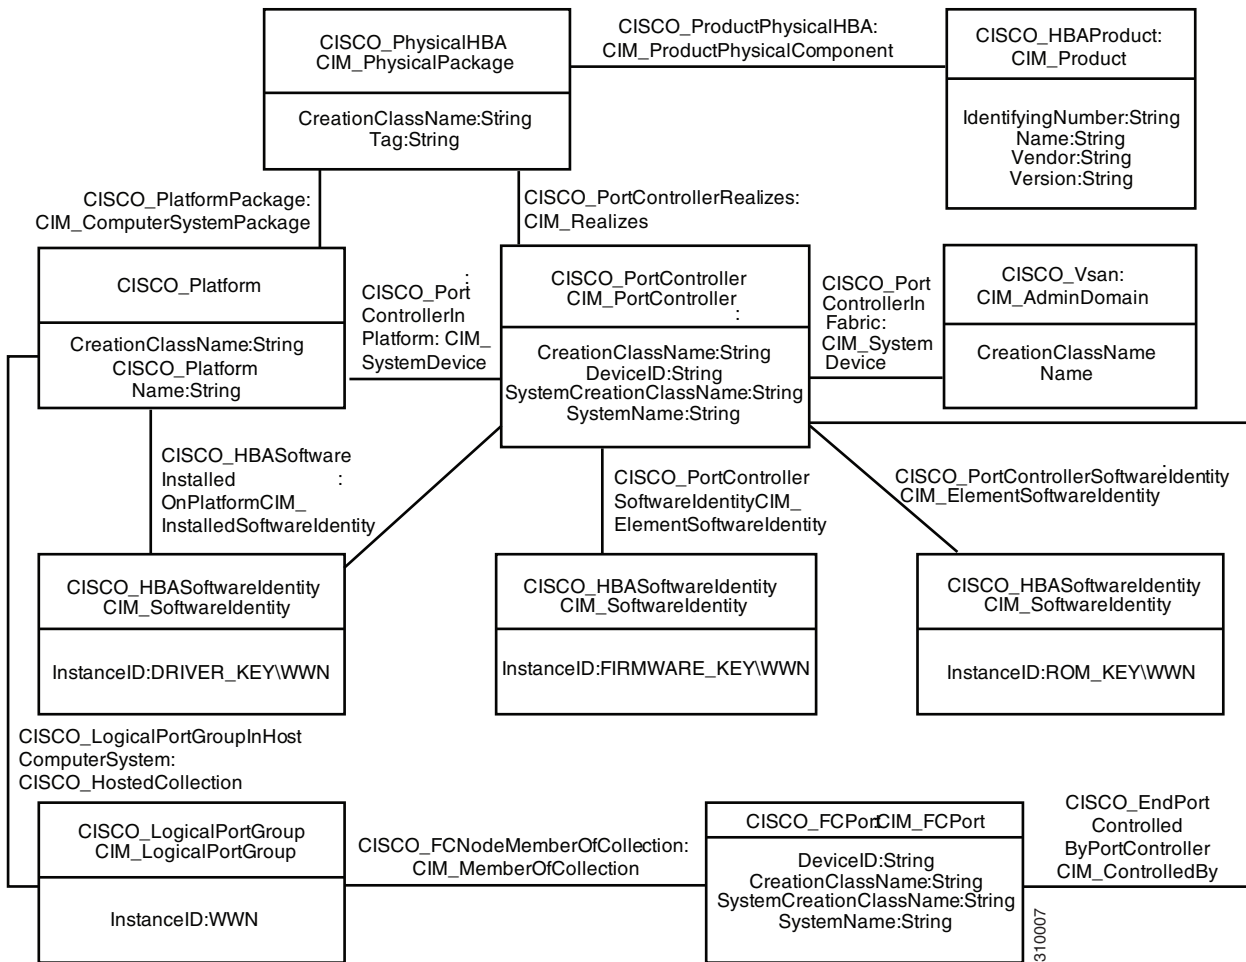 CISCO_PhysicalHBA
CIM_PhysicalPackage
CreationClassName:String
Tag:String
CISCO_ProductPhysicalHBA:
CIM_ProductPhysicalComponent
CISCO_HBAProduct:
CIM_Product
IdentifyingNumber:String
Name:String
Vendor:String
Version:String
CISCO_PlatformPackage:
CIM_ComputerSystemPackage
CISCO_PortControllerRealizes:
CIM_Realizes
CISCO_Platform
CreationClassName:String
CISCO_Platform
Name:String
:
CISCO_Port
ControllerIn
Platform: CIM_
SystemDevice
CISCO_PortController
CIM_PortController
:
CreationClassName:String
DeviceID:String
SystemCreationClassName:String
SystemName:String
CISCO_Port
ControllerIn
Fabric:
CIM_System
Device
CISCO_Vsan:
CIM_AdminDomain
CreationClassName
Name
CISCO_HBASoftware
Installed :
OnPlatformCIM_
InstalledSoftwareIdentity
CISCO_PortController
SoftwareIdentityCIM_
ElementSoftwareIdentity
CISCO_PortControllerSoftwareIdentity:
CIM_ElementSoftwareIdentity
CISCO_HBASoftwareIdentity
CIM_SoftwareIdentity
InstanceID:DRIVER_KEY\WWN
CISCO_HBASoftwareIdentity
CIM_SoftwareIdentity
InstanceID:FIRMWARE_KEY\WWN
CISCO_HBASoftwareIdentity:
CIM_SoftwareIdentity
InstanceID:ROM_KEY\WWN
CISCO_LogicalPortGroupInHost
ComputerSystem:
CISCO_HostedCollection
CISCO_LogicalPortGroup
CIM_LogicalPortGroup
InstanceID:WWN
CISCO_FCNodeMemberOfCollection:
CIM_MemberOfCollection
CISCO_FCPort:CIM_FCPort
DeviceID:String
CreationClassName:String
SystemCreationClassName:String
SystemName:String
CISCO_EndPort
Controlled
ByPortController
CIM_ControlledBy
310007